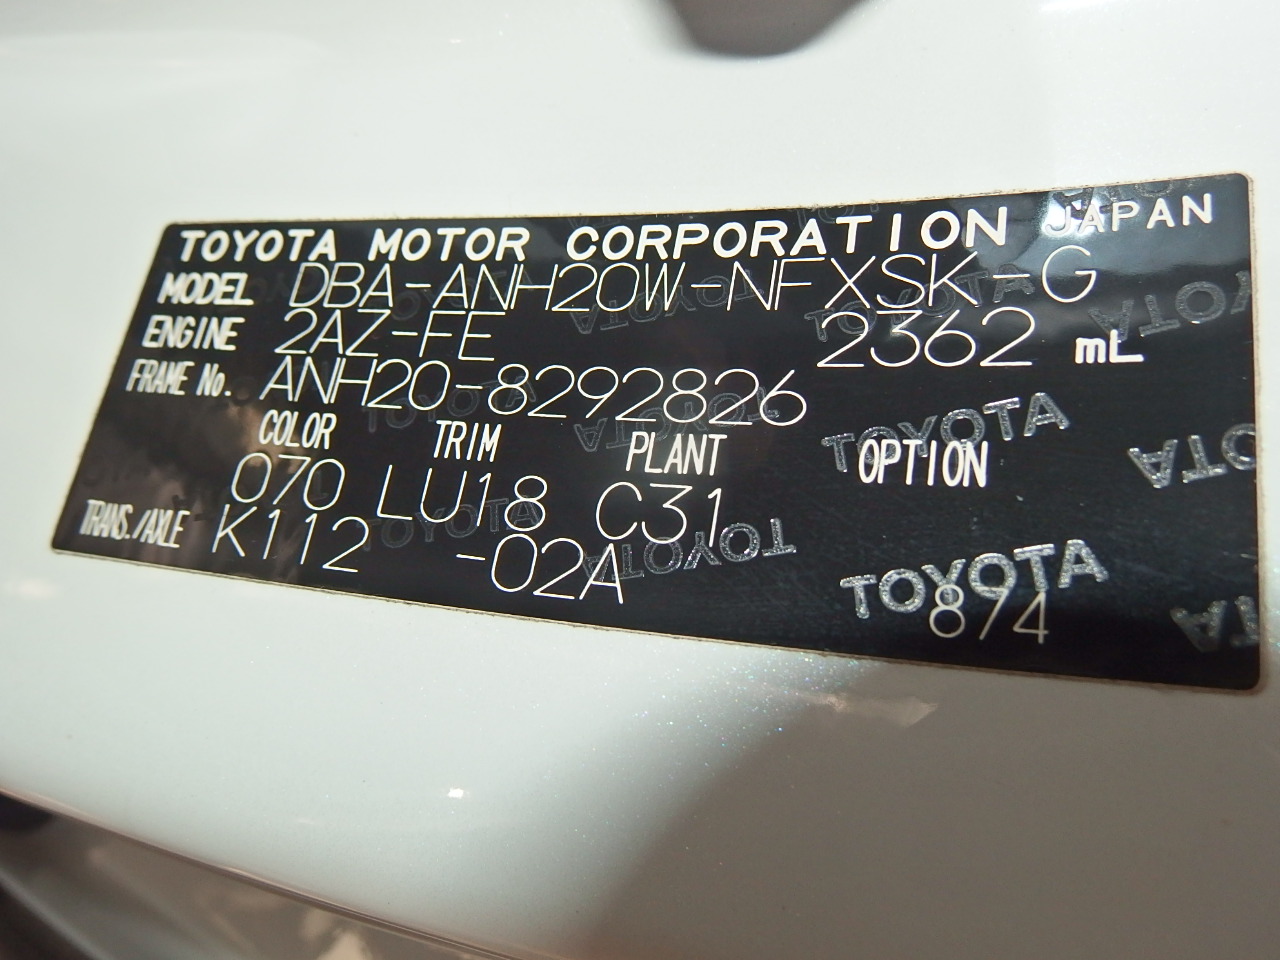 TOYOTA MOTOR CORPORATION JAPAN
MODEL DBA-ANH20W-NFXSK-G
ENGINE 2AZ-FE 2362 mL
FRAME No. ANH20-8292826
COLOR TRIM PLANT OPTION
070 LU18 C31
TRANS./AXLE K112 -02A
TOYOTA
874